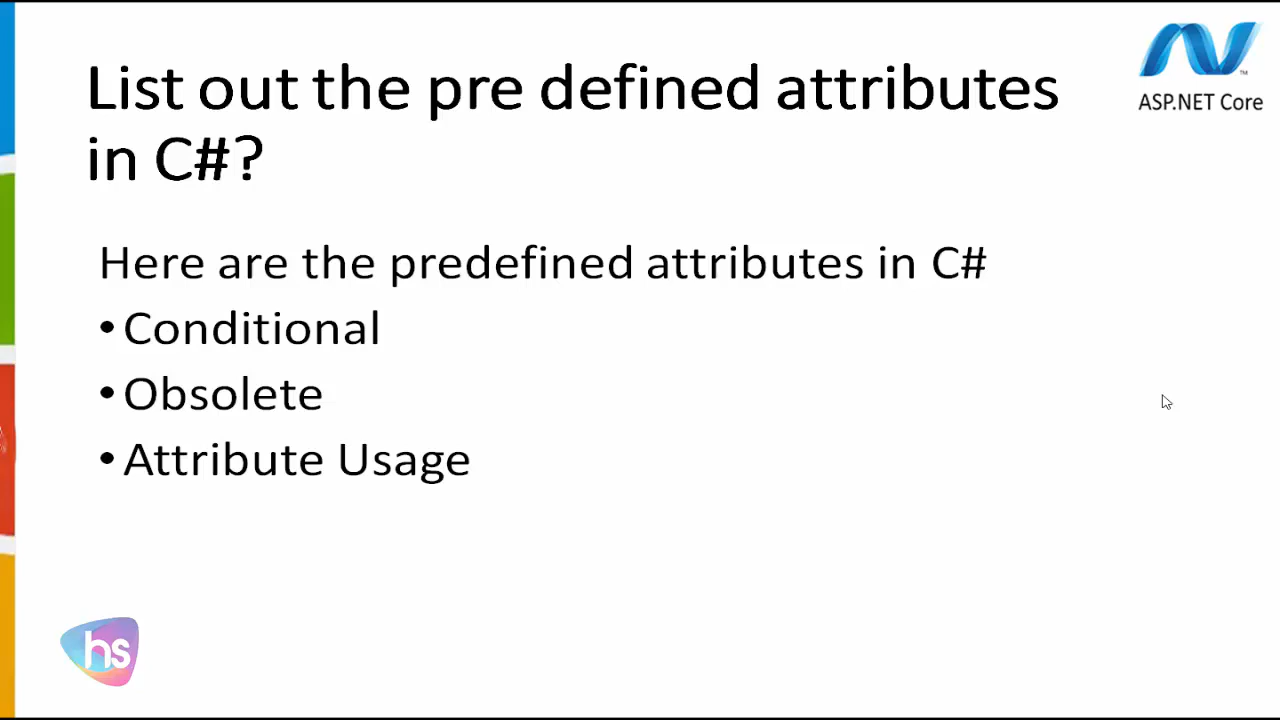 List out the pre defined attributes
in C#?
ASP.NET Core
Here are the predefined attributes in C#
•Conditional
•Obsolete
•Attribute Usage
hs